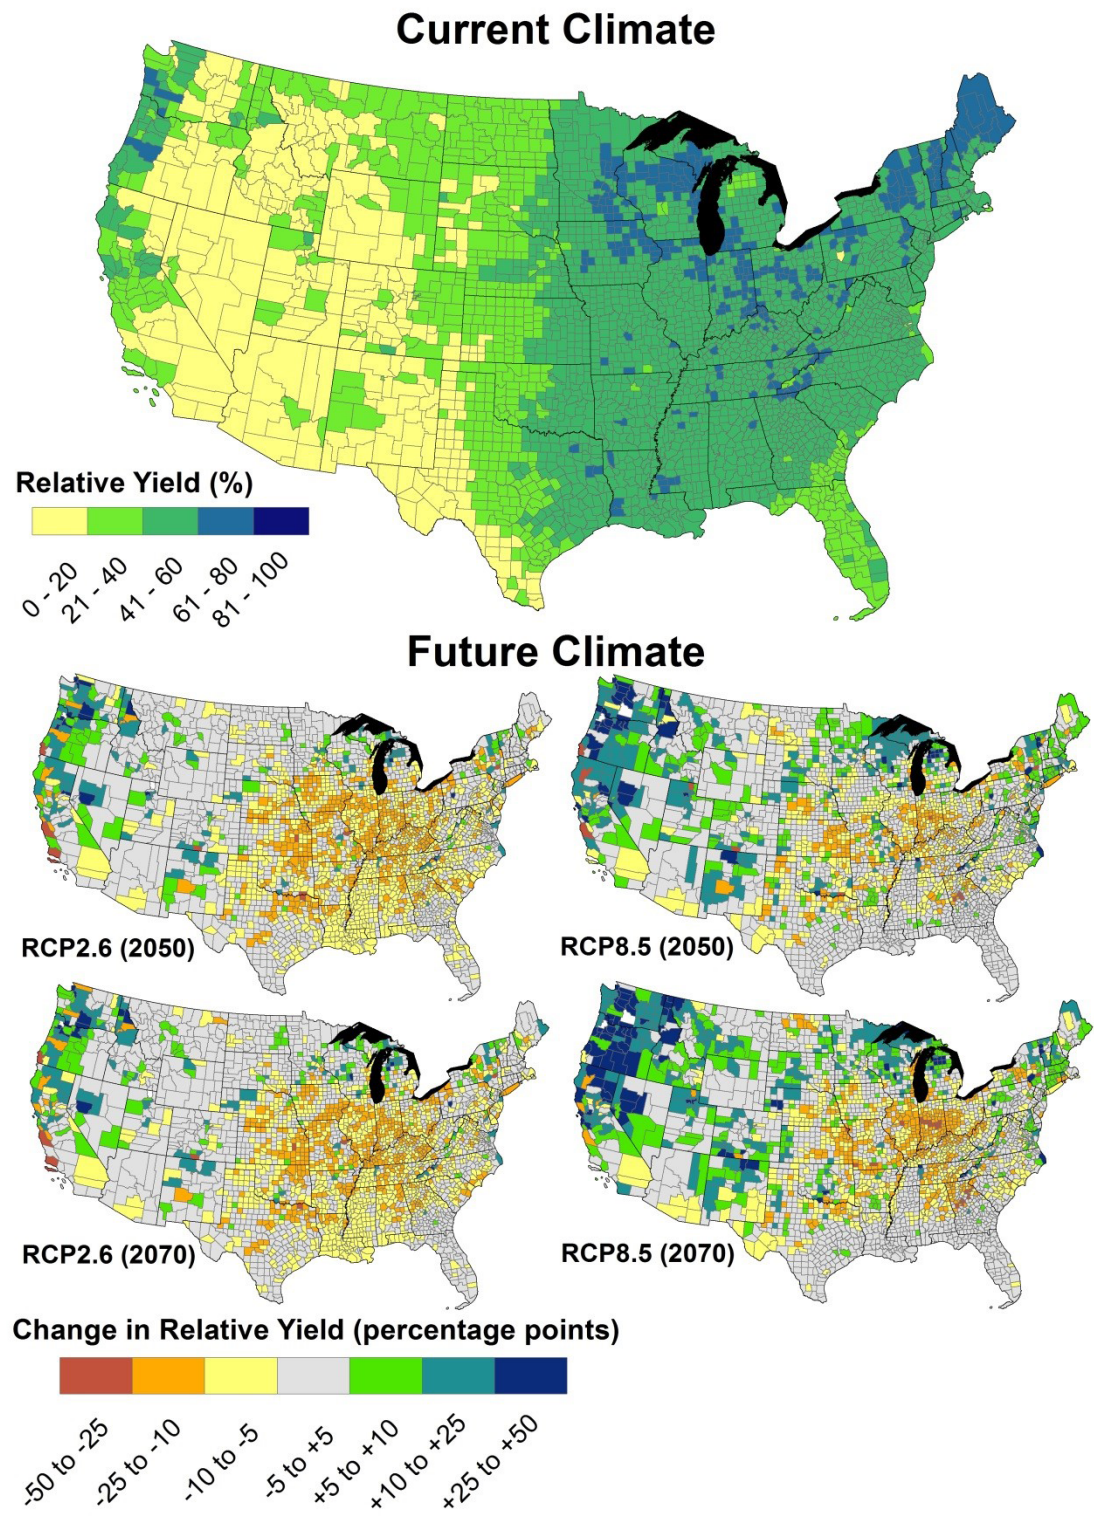 Current Climate
Relative Yield (%)
0 - 20
21 - 40
41 - 60
61 - 80
81 - 100
Future Climate
RCP2.6 (2050)
RCP8.5 (2050)
RCP2.6 (2070)
RCP8.5 (2070)
Change in Relative Yield (percentage points)
-50 to -25
-25 to -10
-10 to -5
-5 to +5
+5 to +10
+10 to +25
+25 to +50